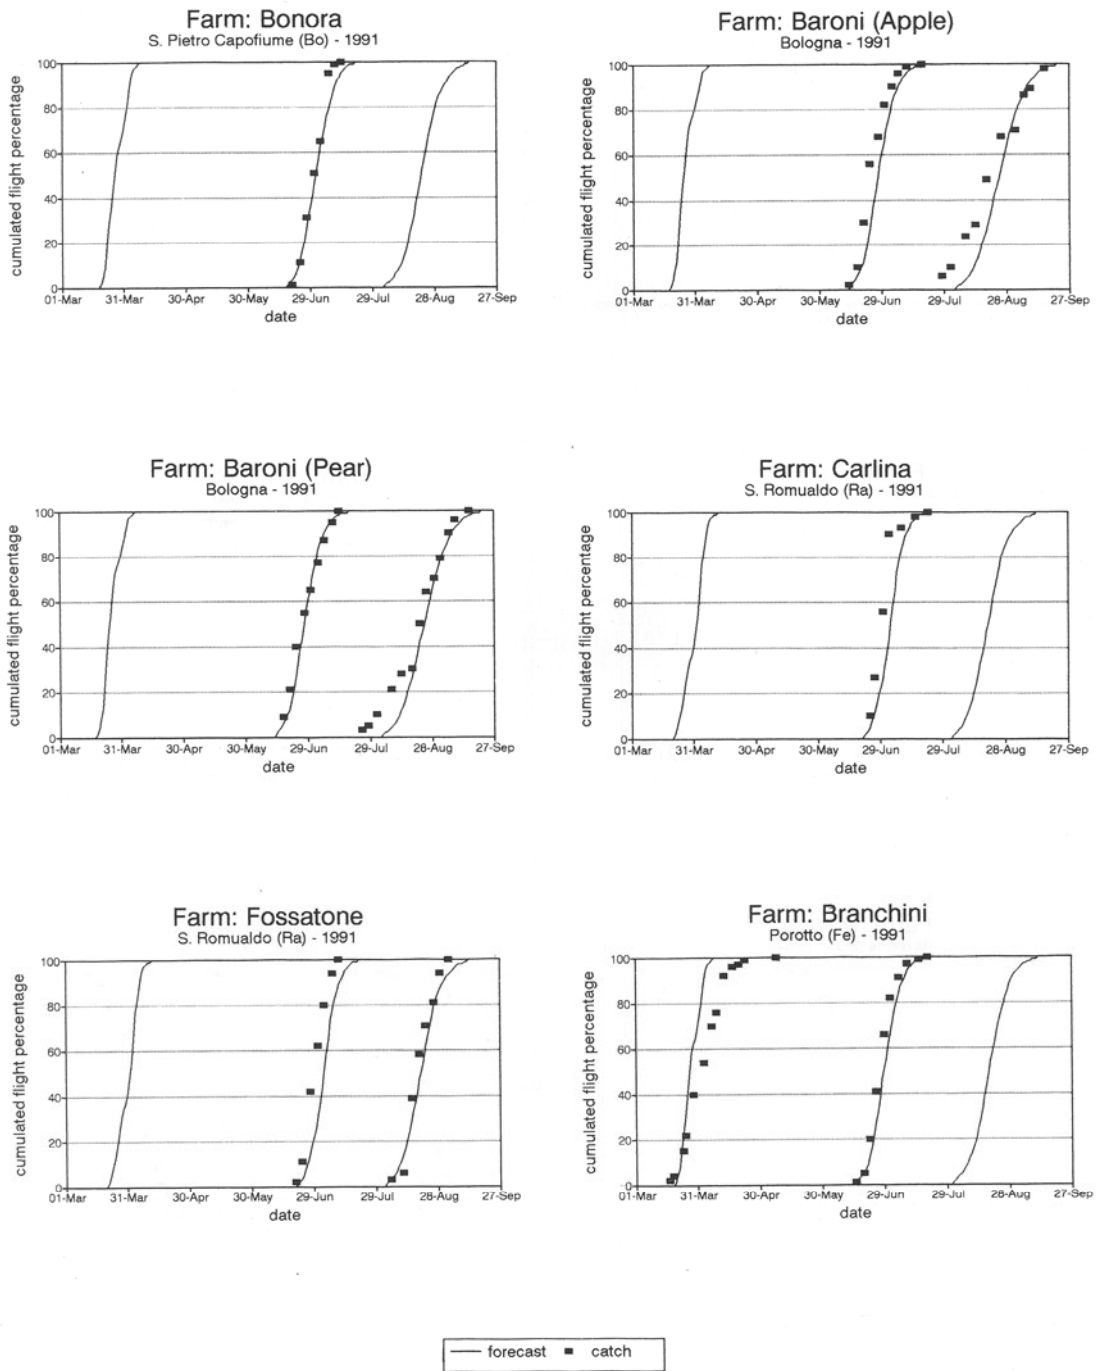 Farm: Bonora
S. Pietro Capofiume (Bo) - 1991
cumulated flight percentage
100
80
60
40
20
0
01-Mar 31-Mar 30-Apr 30-May 29-Jun 29-Jul 28-Aug 27-Sep
date
Farm: Baroni (Apple)
Bologna - 1991
cumulated flight percentage
100
80
60
40
20
0
01-Mar 31-Mar 30-Apr 30-May 29-Jun 29-Jul 28-Aug 27-Sep
date
Farm: Baroni (Pear)
Bologna - 1991
cumulated flight percentage
100
80
60
40
20
0
01-Mar 31-Mar 30-Apr 30-May 29-Jun 29-Jul 28-Aug 27-Sep
date
Farm: Carlina
S. Romualdo (Ra) - 1991
cumulated flight percentage
100
80
60
40
20
0
01-Mar 31-Mar 30-Apr 30-May 29-Jun 29-Jul 28-Aug 27-Sep
date
Farm: Fossatone
S. Romualdo (Ra) - 1991
cumulated flight percentage
100
80
60
40
20
0
01-Mar 31-Mar 30-Apr 30-May 29-Jun 29-Jul 28-Aug 27-Sep
date
Farm: Branchini
Porotto (Fe) - 1991
cumulated flight percentage
100
80
60
40
20
0
01-Mar 31-Mar 30-Apr 30-May 29-Jun 29-Jul 28-Aug 27-Sep
date
forecast catch